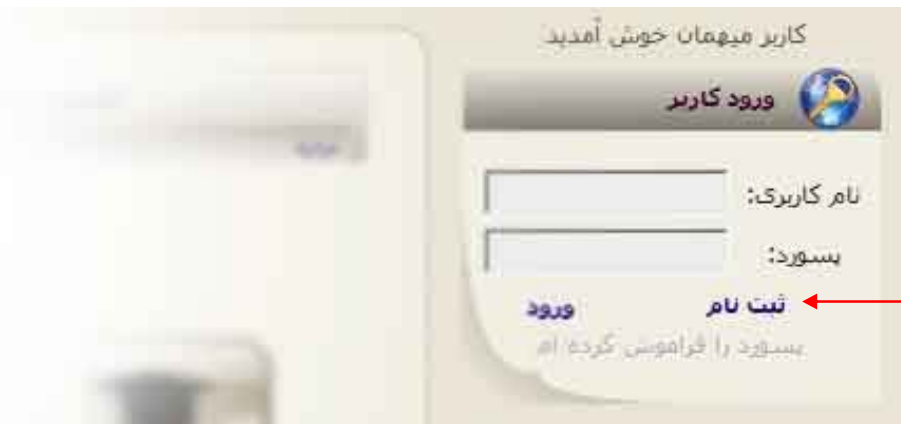 کاربر میهمان خوش آمدید
ورود کاربر
نام کاربری:
پسورد:
ثبت نام ورود
پسورد را فراموش کرده ام